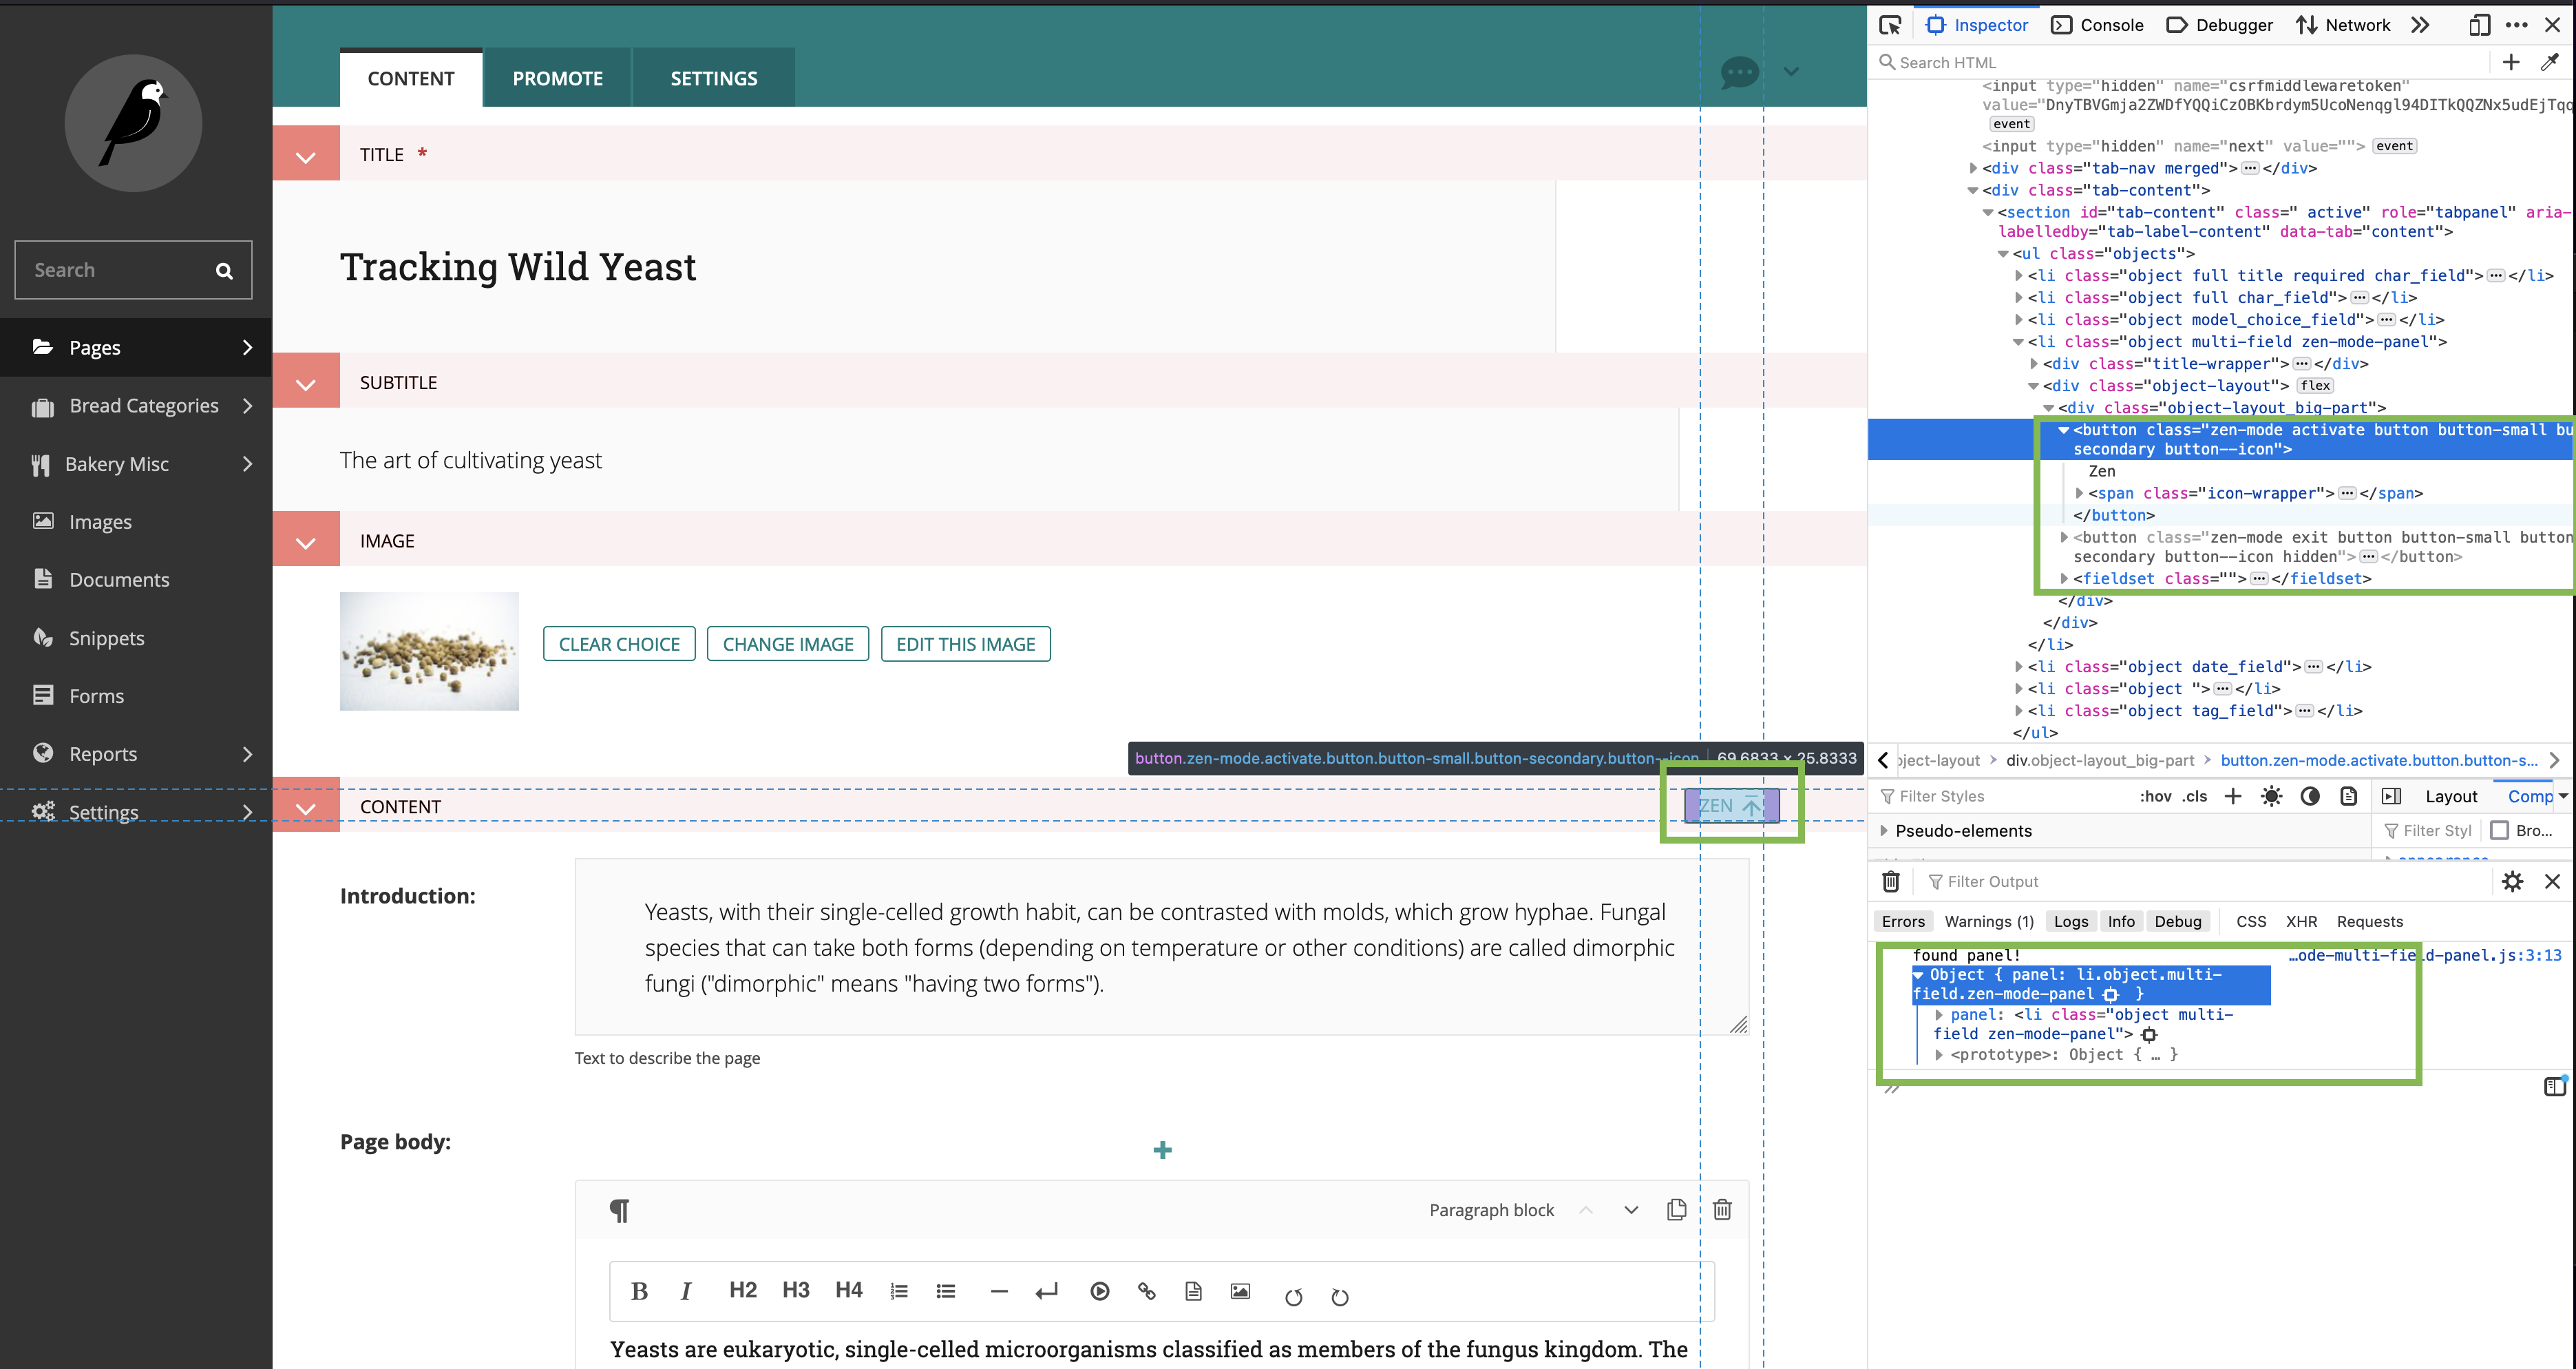 Search
Pages
Bread Categories
Bakery Misc
Images
Documents
Snippets
Forms
Reports
Settings
CONTENT
PROMOTE
SETTINGS
TITLE *
Tracking Wild Yeast
SUBTITLE
The art of cultivating yeast
IMAGE
CLEAR CHOICE
CHANGE IMAGE
EDIT THIS IMAGE
button.zen-mode.activate.button.button-small.button-secondary.button--icon | 69.6833 × 25.8333
CONTENT
ZEN
Introduction:
Yeasts, with their single-celled growth habit, can be contrasted with molds, which grow hyphae. Fungal
species that can take both forms (depending on temperature or other conditions) are called dimorphic
fungi ("dimorphic" means "having two forms").
Text to describe the page
Page body:
Paragraph block
B I H2 H3 H4
Yeasts are eukaryotic, single-celled microorganisms classified as members of the fungus kingdom. The
Inspector
Console
Debugger
Network
Search HTML
<input type="hidden" name="csrfmiddlewaretoken"
event
<input type="hidden" name="next" value=""> event
<div class="tab-nav merged"> ··· </div>
<div class="tab-content">
<section id="tab-content" class=" active" role="tabpanel" aria-
labelledby="tab-label-content" data-tab="content">
<ul class="objects">
<li class="object full title required char_field"> ··· </li>
<li class="object full char_field"> ··· </li>
<li class="object model_choice_field"> ··· </li>
<li class="object multi-field zen-mode-panel">
<div class="title-wrapper"> ··· </div>
<div class="object-layout"> flex
<div class="object-layout_big-part">
<button class="zen-mode activate button button-small bu
secondary button--icon">
Zen
<span class="icon-wrapper"> ··· </span>
</button>
<button class="zen-mode exit button button-small button
secondary button--icon hidden"> ··· </button>
<fieldset class=""> ··· </fieldset>
</div>
</div>
</li>
<li class="object date_field"> ··· </li>
<li class="object "> ··· </li>
<li class="object tag_field"> ··· </li>
</ul>
bject-layout > div.object-layout_big-part > button.zen-mode.activate.button.button-s...
Filter Styles
:hov .cls
Layout
Comp
Pseudo-elements
Filter Styl
Bro...
Filter Output
Errors
Warnings (1)
Logs
Info
Debug
CSS
XHR
Requests
found panel!
…ode-multi-field-panel.js:3:13
Object { panel: li.object.multi-
field.zen-mode-panel }
panel: <li class="object multi-
field zen-mode-panel">
<prototype>: Object { … }